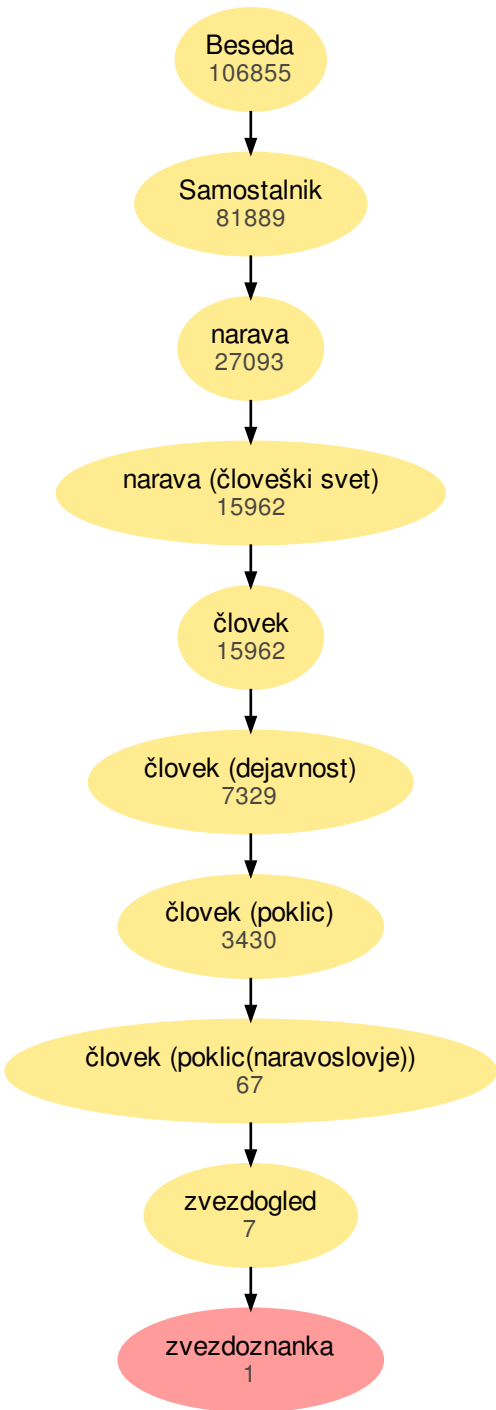 Beseda
106855
Samostalnik
81889
narava
27093
narava (človeški svet)
15962
človek
15962
človek (dejavnost)
7329
človek (poklic)
3430
človek (poklic(naravoslovje))
67
zvezdogled
7
zvezdoznanka
1